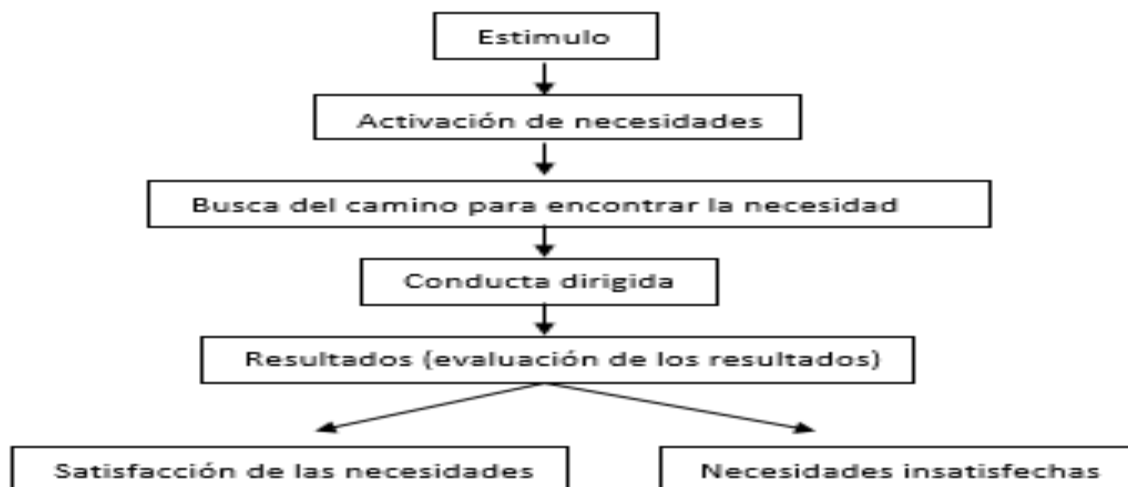 Estimulo
Activación de necesidades
Busca del camino para encontrar la necesidad
Conducta dirigida
Resultados (evaluación de los resultados)
Satisfacción de las necesidades
Necesidades insatisfechas